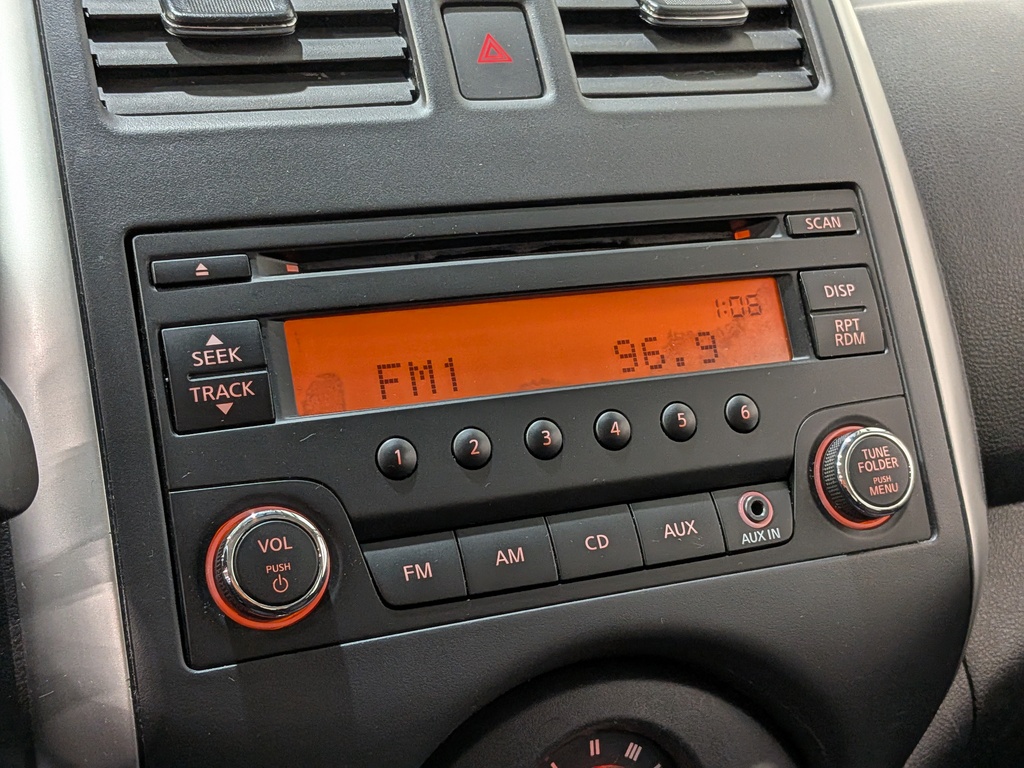 SCAN
DISP
1:06
SEEK
TRACK
FM1
96.9
RPT
RDM
1
2
3
4
5
6
TUNE
FOLDER
PUSH
MENU
VOL
PUSH
FM
AM
CD
AUX
AUX IN